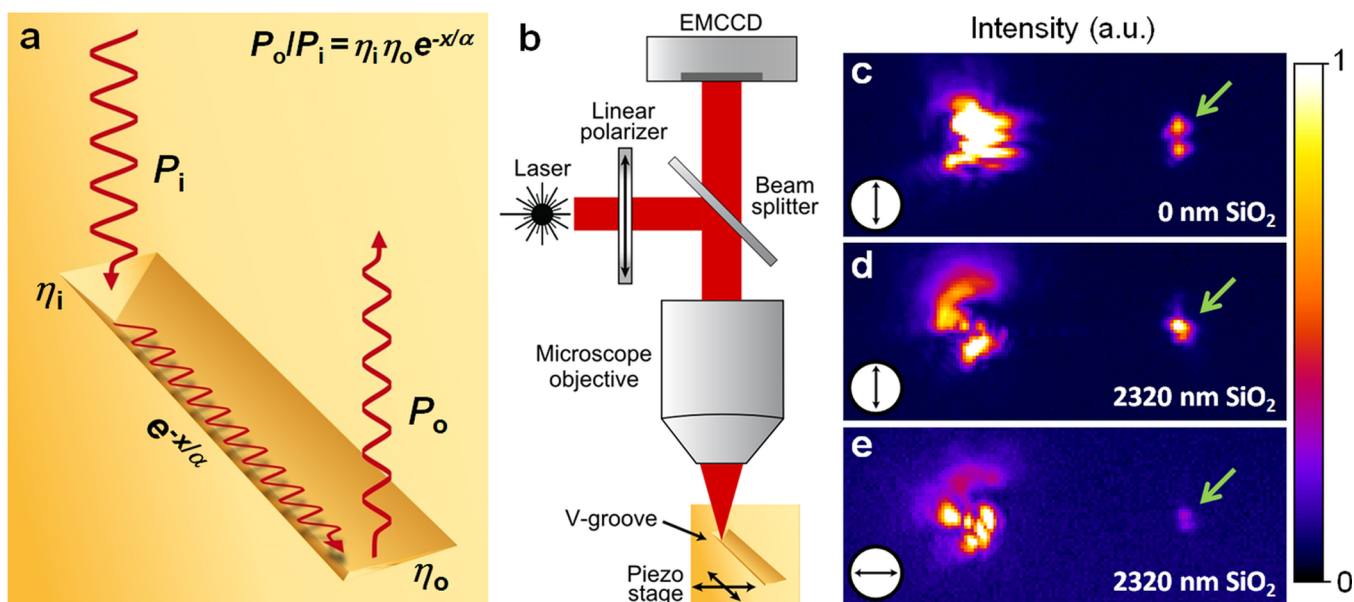 a
Pₒ/Pᵢ = ηᵢ ηₒ e^-x/α
Pᵢ
ηᵢ
e^-x/α
Pₒ
ηₒ
b
EMCCD
Linear
polarizer
Laser
Beam
splitter
Microscope
objective
V-groove
Piezo
stage
Intensity (a.u.)
c
0 nm SiO₂
d
2320 nm SiO₂
e
2320 nm SiO₂
1
0